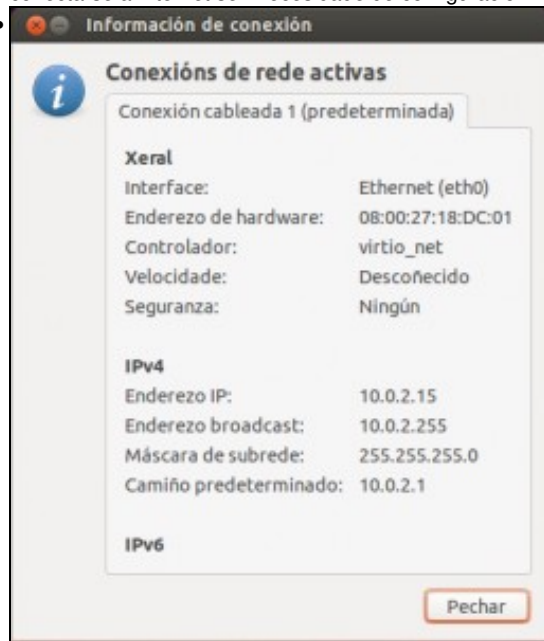 Información de conexión
Conexións de rede activas
Conexión cableada 1 (predeterminada)
Xeral
Interface: Ethernet (eth0)
Enderezo de hardware: 08:00:27:18:DC:01
Controlador: virtio_net
Velocidade: Descoñecido
Seguranza: Ningún
IPv4
Enderezo IP: 10.0.2.15
Enderezo broadcast: 10.0.2.255
Máscara de subrede: 255.255.255.0
Camiño predeterminado: 10.0.2.1
IPv6
Pechar